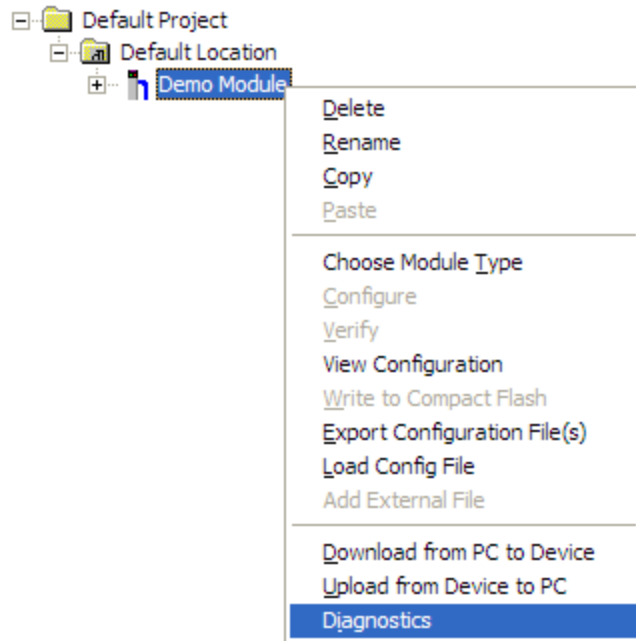 Default Project
Default Location
Demo Module
Delete
Rename
Copy
Paste
Choose Module Type
Configure
Verify
View Configuration
Write to Compact Flash
Export Configuration File(s)
Load Config File
Add External File
Download from PC to Device
Upload from Device to PC
Diagnostics